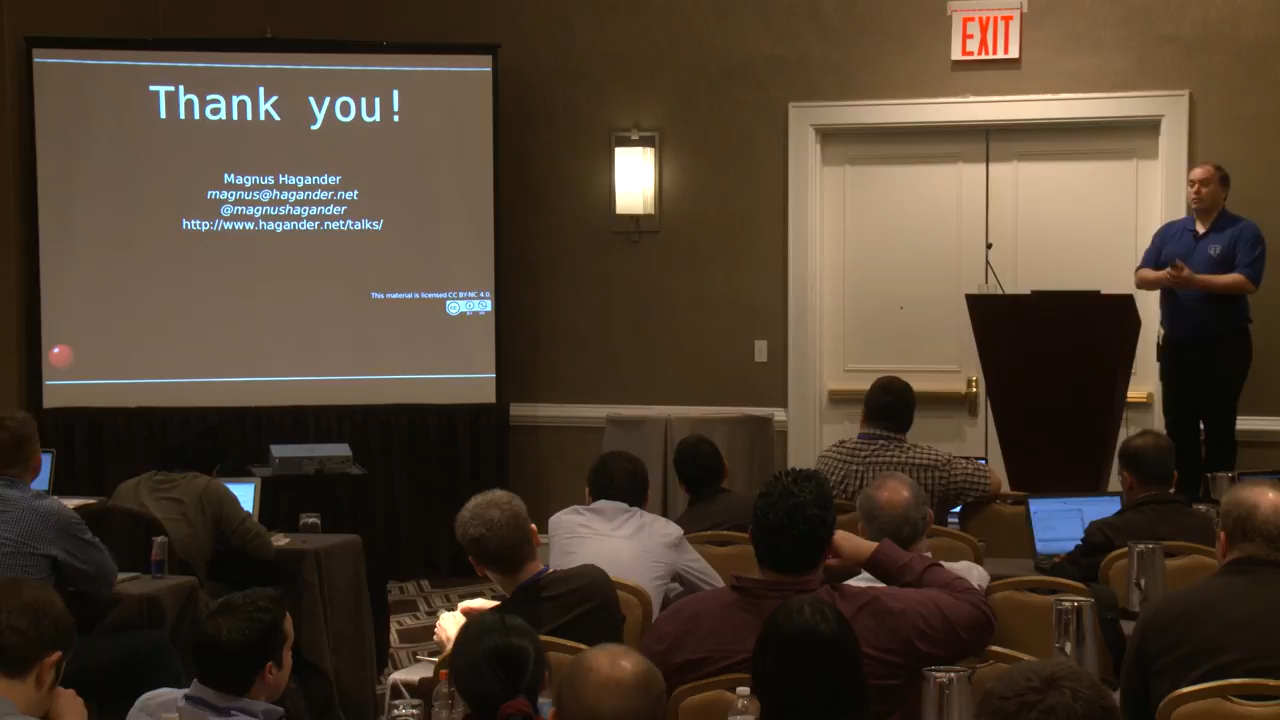 Thank you!
Magnus Hagander
magnus@hagander.net
@magnushagander
http://www.hagander.net/talks/
This material is licensed CC BY-NC 4.0.
EXIT